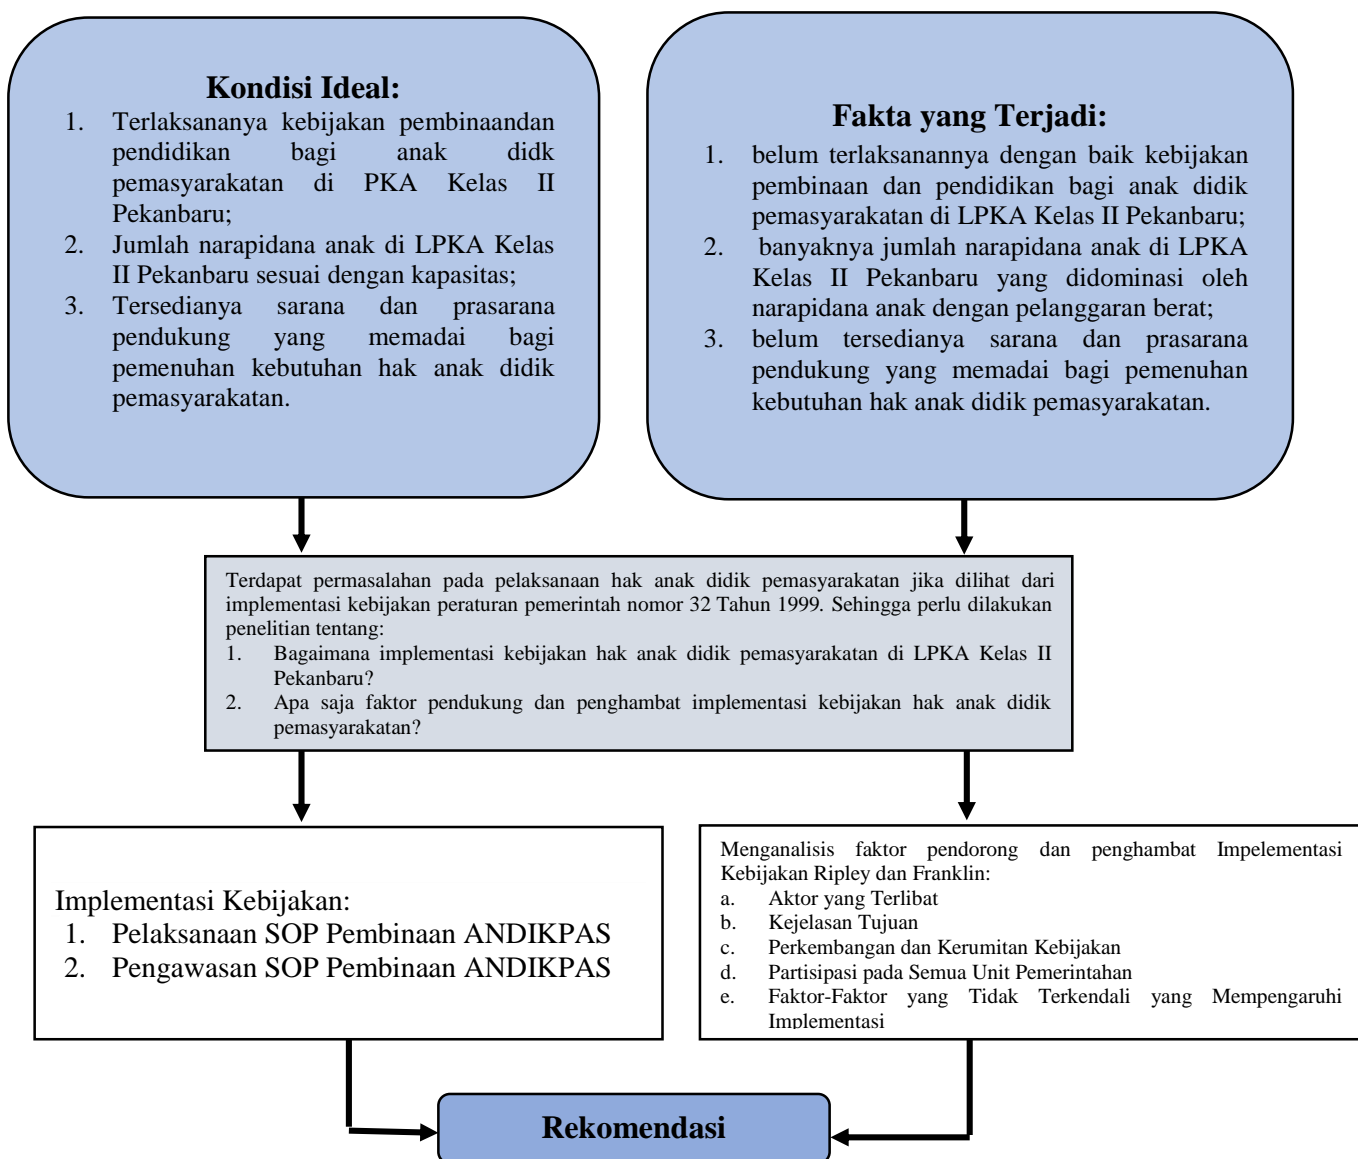 Kondisi Ideal:
1. Terlaksananya kebijakan pembinaandan
pendidikan bagi anak didk
pemasyarakatan di PKA Kelas II
Pekanbaru;
2. Jumlah narapidana anak di LPKA Kelas
II Pekanbaru sesuai dengan kapasitas;
3. Tersedianya sarana dan prasarana
pendukung yang memadai bagi
pemenuhan kebutuhan hak anak didik
pemasyarakatan.
Fakta yang Terjadi:
1. belum terlaksanannya dengan baik kebijakan
pembinaan dan pendidikan bagi anak didik
pemasyarakatan di LPKA Kelas II Pekanbaru;
2. banyaknya jumlah narapidana anak di LPKA
Kelas II Pekanbaru yang didominasi oleh
narapidana anak dengan pelanggaran berat;
3. belum tersedianya sarana dan prasarana
pendukung yang memadai bagi pemenuhan
kebutuhan hak anak didik pemasyarakatan.
Terdapat permasalahan pada pelaksanaan hak anak didik pemasyarakatan jika dilihat dari
implementasi kebijakan peraturan pemerintah nomor 32 Tahun 1999. Sehingga perlu dilakukan
penelitian tentang:
1. Bagaimana implementasi kebijakan hak anak didik pemasyarakatan di LPKA Kelas II
Pekanbaru?
2. Apa saja faktor pendukung dan penghambat implementasi kebijakan hak anak didik
pemasyarakatan?
Implementasi Kebijakan:
1. Pelaksanaan SOP Pembinaan ANDIKPAS
2. Pengawasan SOP Pembinaan ANDIKPAS
Menganalisis faktor pendorong dan penghambat Impelementasi
Kebijakan Ripley dan Franklin:
a. Aktor yang Terlibat
b. Kejelasan Tujuan
c. Perkembangan dan Kerumitan Kebijakan
d. Partisipasi pada Semua Unit Pemerintahan
e. Faktor-Faktor yang Tidak Terkendali yang Mempengaruhi
Implementasi
Rekomendasi